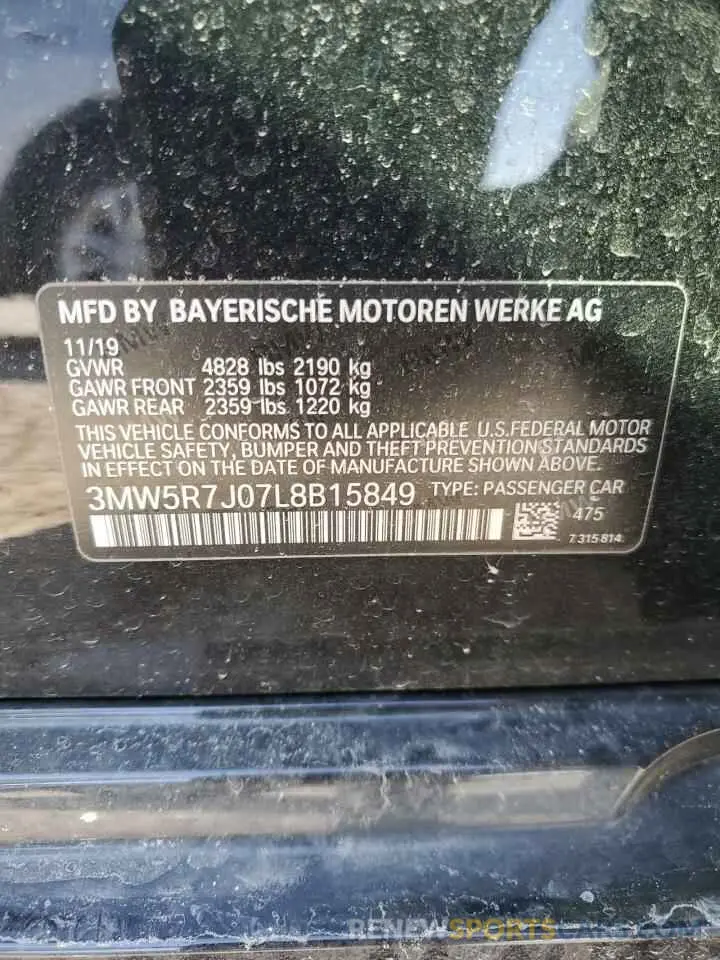 MFD BY BAYERISCHE MOTOREN WERKE AG
11/19
GVWR 4828 lbs 2190 kg
GAWR FRONT 2359 lbs 1072 kg
GAWR REAR 2359 lbs 1220 kg
THIS VEHICLE CONFORMS TO ALL APPLICABLE U.S. FEDERAL MOTOR
VEHICLE SAFETY, BUMPER AND THEFT PREVENTION STANDARDS
IN EFFECT ON THE DATE OF MANUFACTURE SHOWN ABOVE.
3MW5R7J07L8B15849 TYPE: PASSENGER CAR
475
7 315 814
RENEWSPORTSCARS.COM